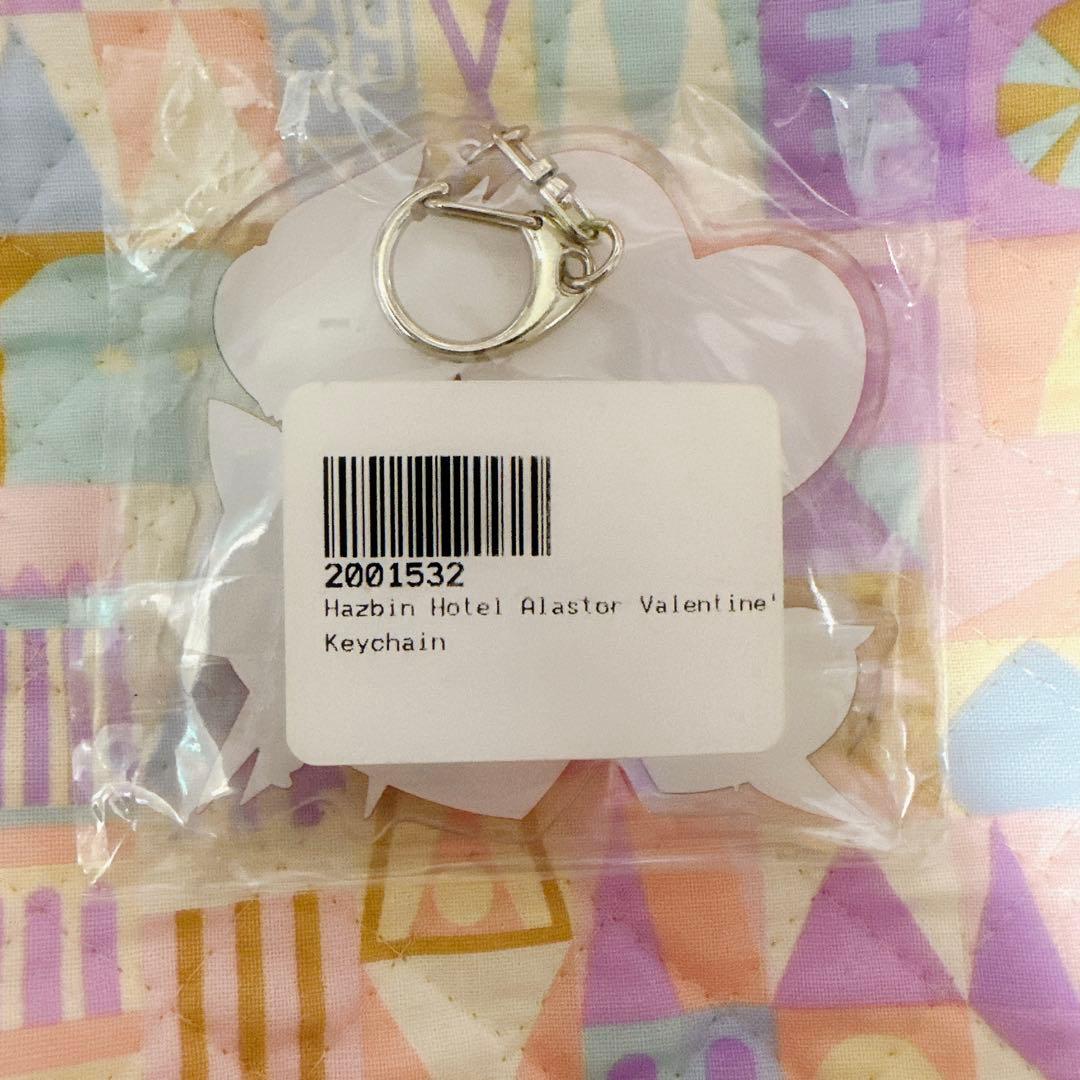 2001532
Hazbin Hotel Alastor Valentine'
Keychain